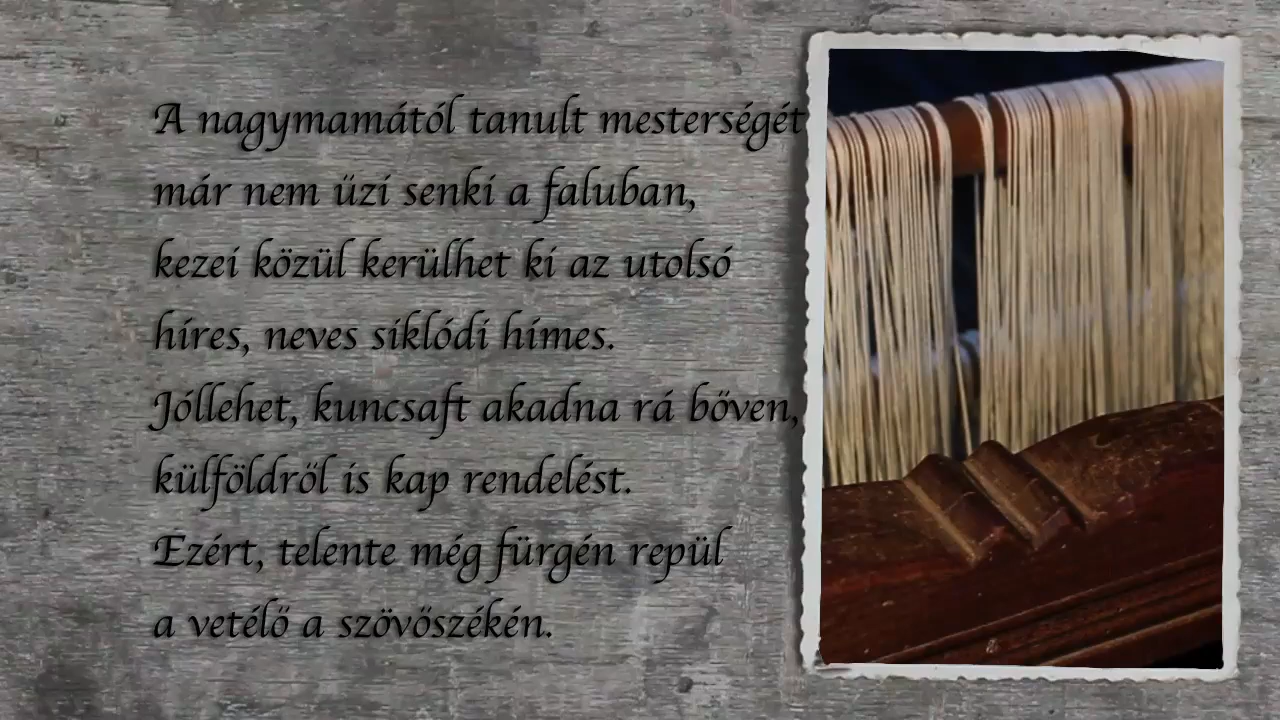 A nagymamától tanult mesterségét
már nem űzi senki a faluban,
kezei közül kerülhet ki az utolsó
híres, neves siklódi hímes.
Jóllehet, kuncsaft akadna rá bőven,
külföldről is kap rendelést.
Ezért, telente még fürgén repül
a vetélő a szövőszékén.